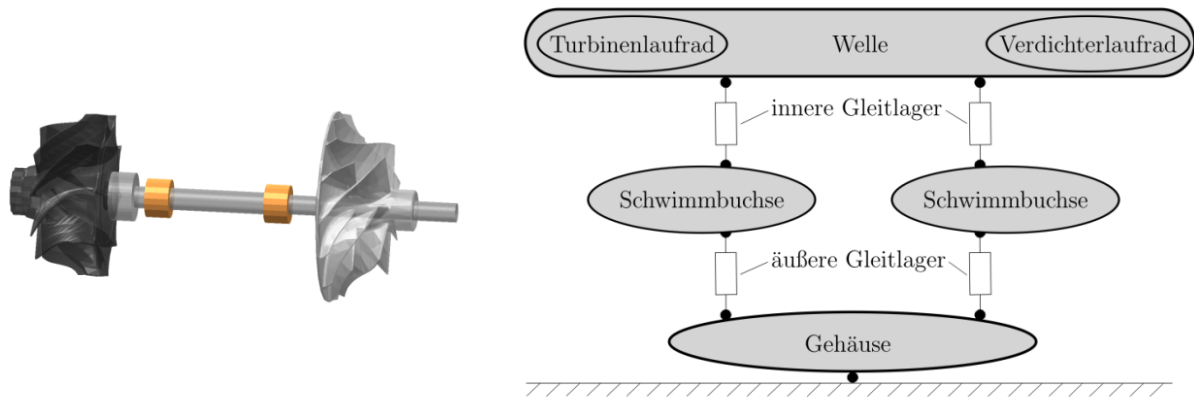 Turbinenlaufrad
Welle
Verdichterlaufrad
innere Gleitlager
Schwimmbuchse
Schwimmbuchse
äußere Gleitlager
Gehäuse